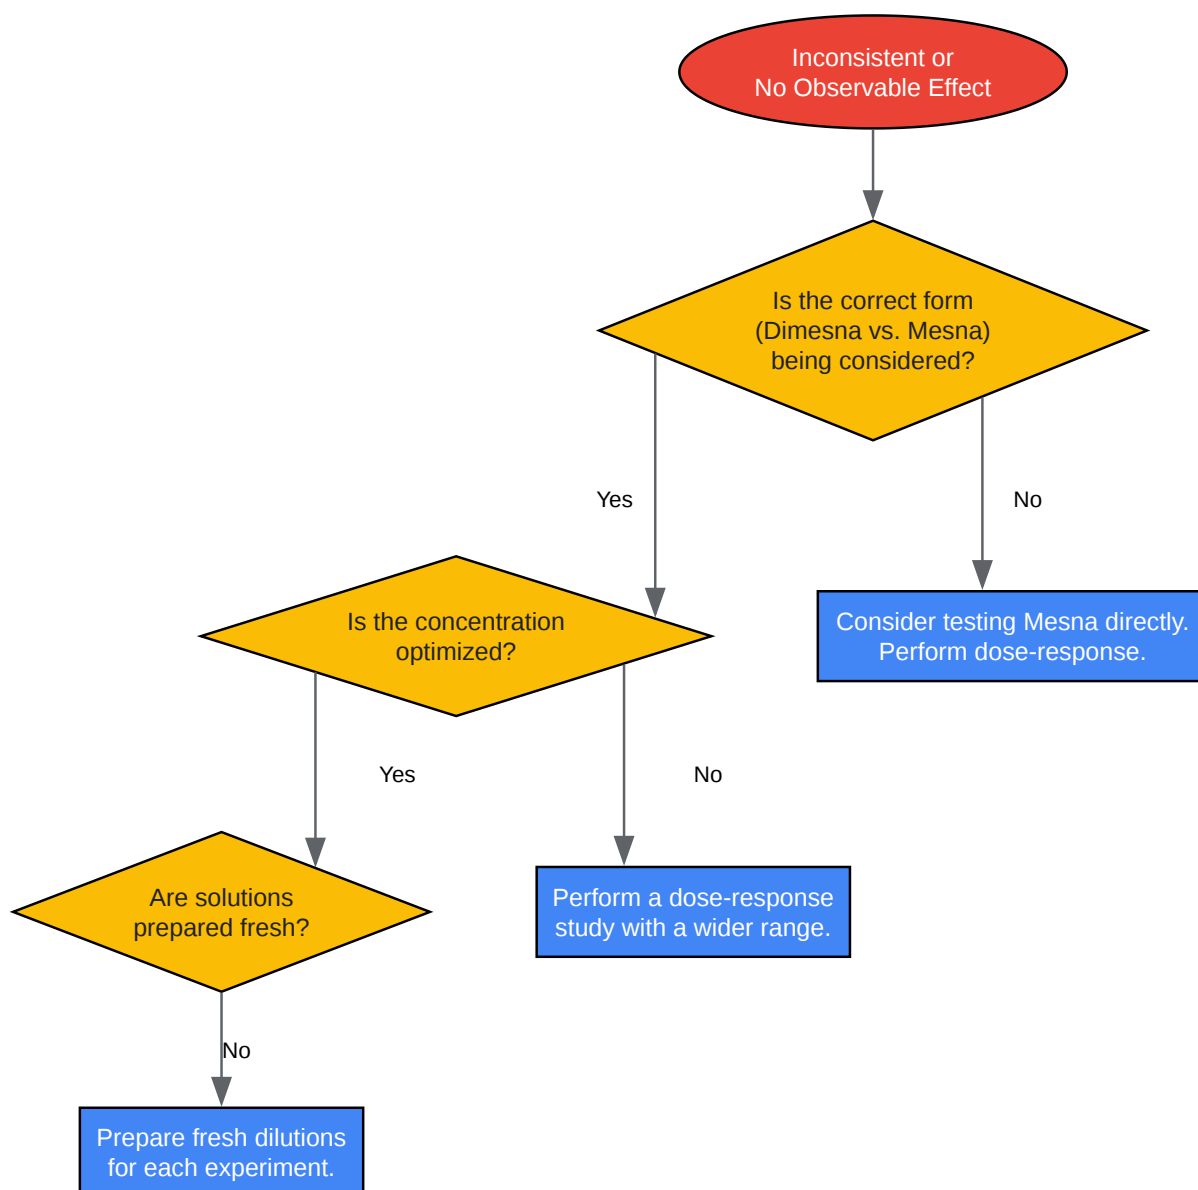 Inconsistent or
No Observable Effect
Is the correct form
(Dimesna vs. Mesna)
being considered?
Yes
No
Is the concentration
optimized?
Consider testing Mesna directly.
Perform dose-response.
Yes
No
Are solutions
prepared fresh?
Perform a dose-response
study with a wider range.
No
Prepare fresh dilutions
for each experiment.